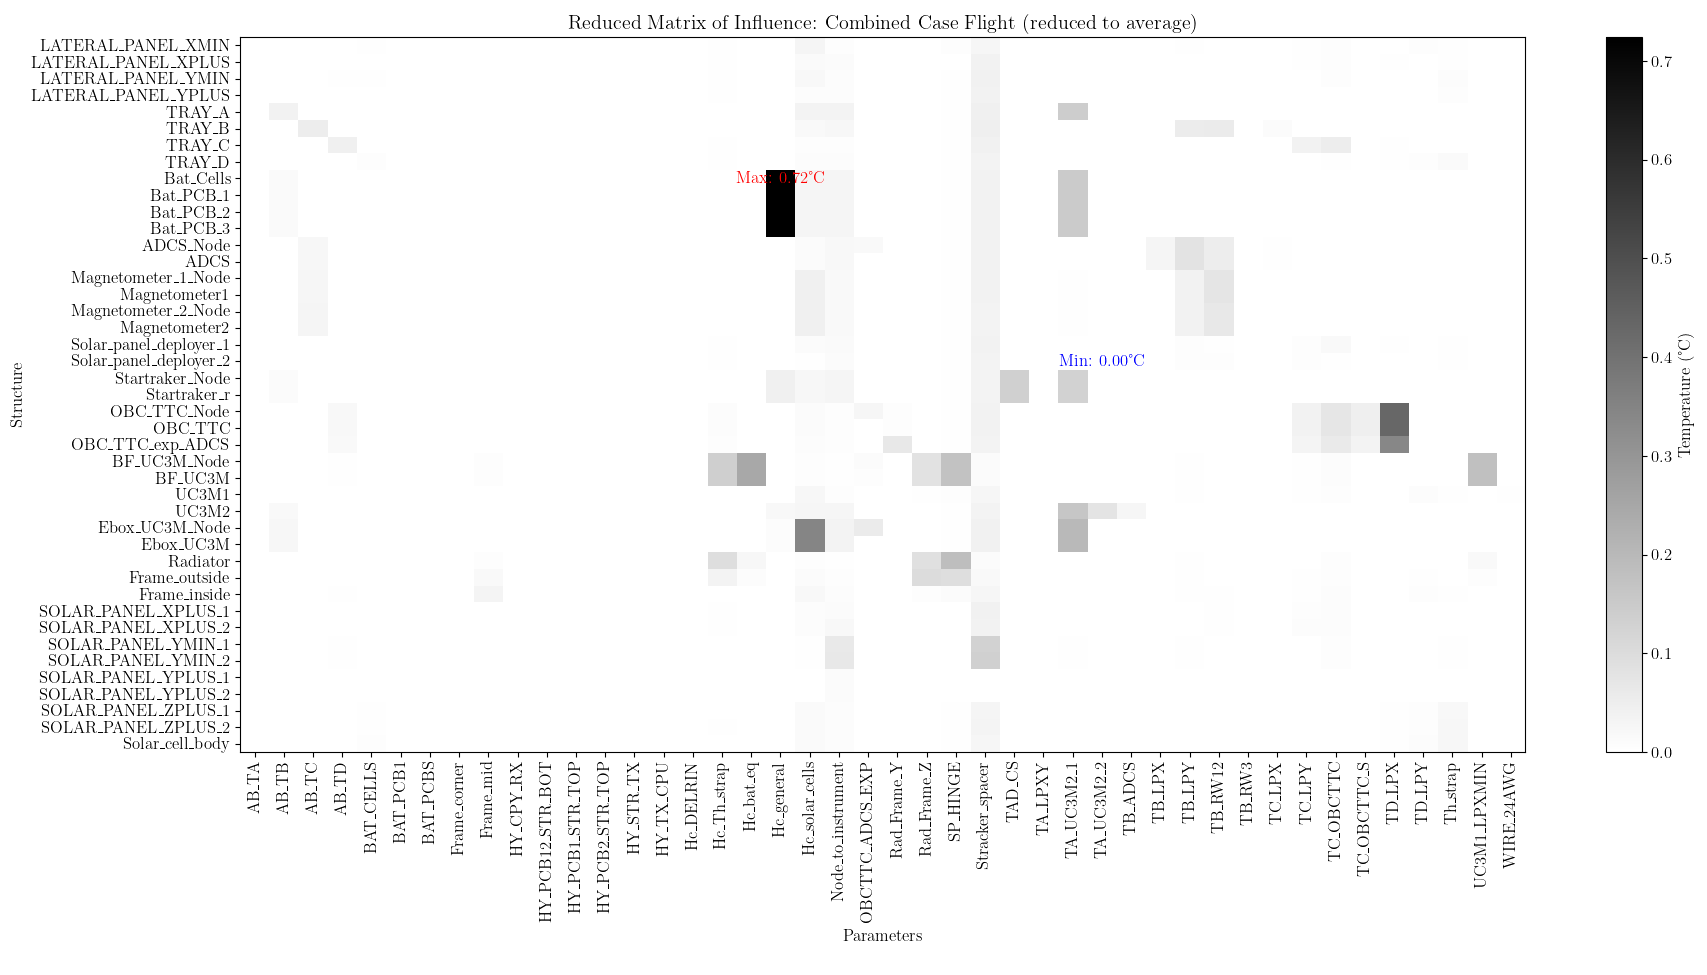 Reduced Matrix of Influence: Combined Case Flight (reduced to average)
LATERAL_PANEL_XMIN
LATERAL_PANEL_XPLUS
LATERAL_PANEL_YMIN
LATERAL_PANEL_YPLUS
TRAY_A
TRAY_B
TRAY_C
TRAY_D
Bat_Cells
Bat_PCB_1
Bat_PCB_2
Bat_PCB_3
ADCS_Node
ADCS
Magnetometer_1_Node
Magnetometer1
Magnetometer_2_Node
Magnetometer2
Solar_panel_deployer_1
Solar_panel_deployer_2
Startraker_Node
Startraker_r
OBC_TTC_Node
OBC_TTC
OBC_TTC_exp_ADCS
BF_UC3M_Node
BF_UC3M
UC3M1
UC3M2
Ebox_UC3M_Node
Ebox_UC3M
Radiator
Frame_outside
Frame_inside
SOLAR_PANEL_XPLUS_1
SOLAR_PANEL_XPLUS_2
SOLAR_PANEL_YMIN_1
SOLAR_PANEL_YMIN_2
SOLAR_PANEL_YPLUS_1
SOLAR_PANEL_YPLUS_2
SOLAR_PANEL_ZPLUS_1
SOLAR_PANEL_ZPLUS_2
Solar_cell_body
Structure
Max: 0.72°C
Min: 0.00°C
AB_TA
AB_TB
AB_TC
AB_TD
BAT_CELLS
BAT_PCB1
BAT_PCBS
Frame_corner
Frame_mid
HY_CPY_RX
HY_PCB12_STR_BOT
HY_PCB1_STR_TOP
HY_PCB2_STR_TOP
HY_STR_TX
HY_TX_CPU
Hc_DELRIN
Hc_Th_strap
Hc_bat_eq
Hc_general
Hc_solar_cells
Node_to_instrument
OBCTTC_ADCS_EXP
Rad_Frame_Y
Rad_Frame_Z
SP_HINGE
Stracker_spacer
TAD_CS
TA_LPXY
TA_UC3M2_1
TA_UC3M2_2
TB_ADCS
TB_LPX
TB_LPY
TB_RW12
TB_RW3
TC_LPX
TC_LPY
TC_OBCTTC
TC_OBCTTC_S
TD_LPX
TD_LPY
Th_strap
UC3M1_LPXMIN
WIRE_24AWG
Parameters
0.7
0.6
0.5
0.4
0.3
0.2
0.1
0.0
Temperature (°C)